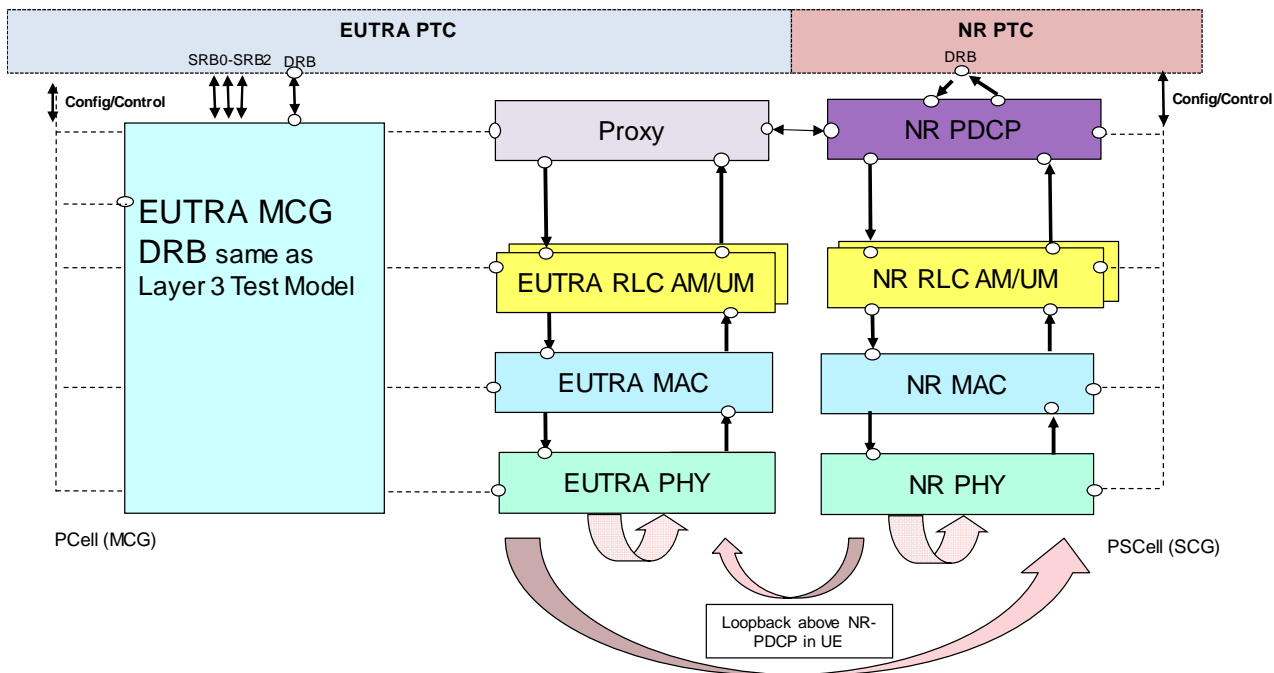 EUTRA PTC
NR PTC
SRB0-SRB2
DRB
DRB
Config/Control
Config/Control
Proxy
NR PDCP
EUTRA MCG
DRB same as
Layer 3 Test Model
EUTRA RLC AM/UM
NR RLC AM/UM
EUTRA MAC
NR MAC
EUTRA PHY
NR PHY
PCell (MCG)
PSCell (SCG)
Loopback above NR-
PDCP in UE